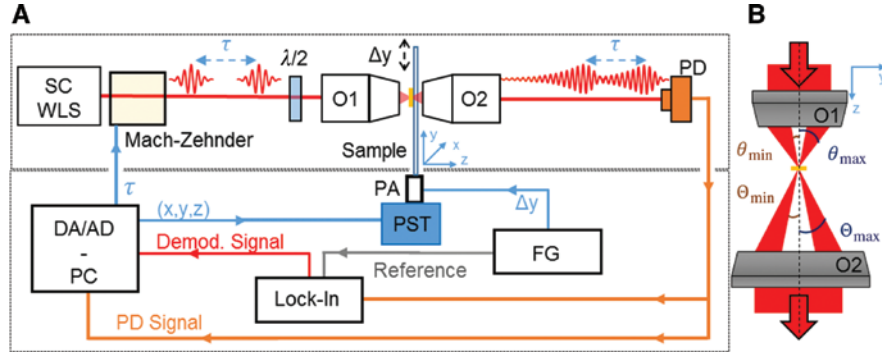 A
B
τ
τ
Δy
λ/2
PD
SC
WLS
O1
O2
Mach-Zehnder
Sample
y
x
z
τ
PA
(x,y,z)
PST
Δy
DA/AD
-
PC
Demod. Signal
Reference
FG
Lock-In
PD Signal
y
z
O1
θmin
θmax
Θmin
Θmax
O2